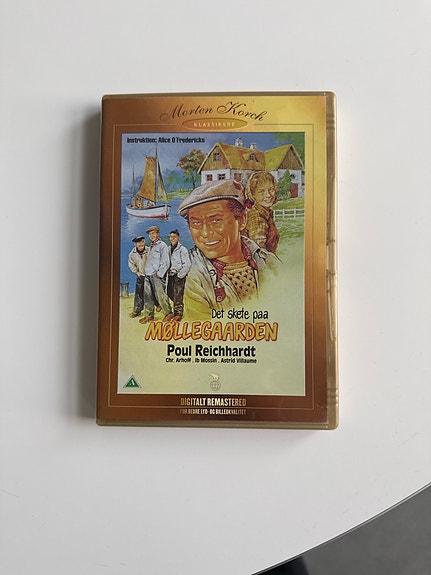 Morten Korch
KLASSIKERE
Instruktion: Alice O'Fredericks
Det skete paa
MØLLEGAARDEN
Poul Reichhardt
Chr. Arhoff . Ib Mossin . Astrid Villaume
A
DIGITALT REMASTERED
FOR BEDRE LYD- OG BILLEDKVALITET